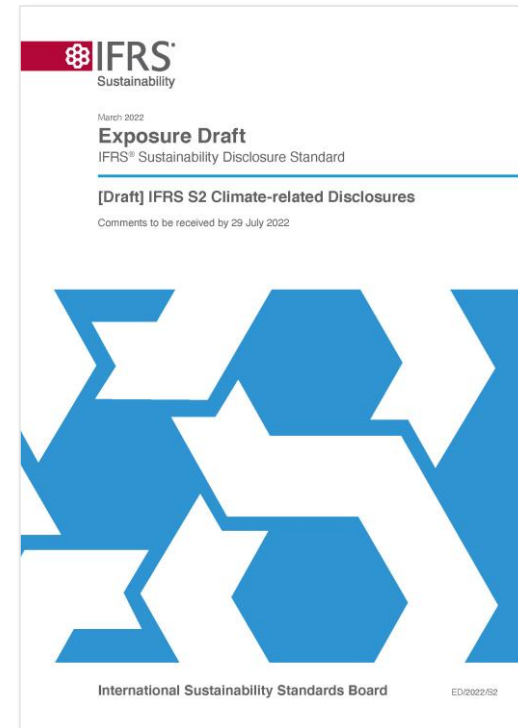 IFRS®
Sustainability
March 2022
Exposure Draft
IFRS® Sustainability Disclosure Standard
[Draft] IFRS S2 Climate-related Disclosures
Comments to be received by 29 July 2022
International Sustainability Standards Board
ED/2022/S2